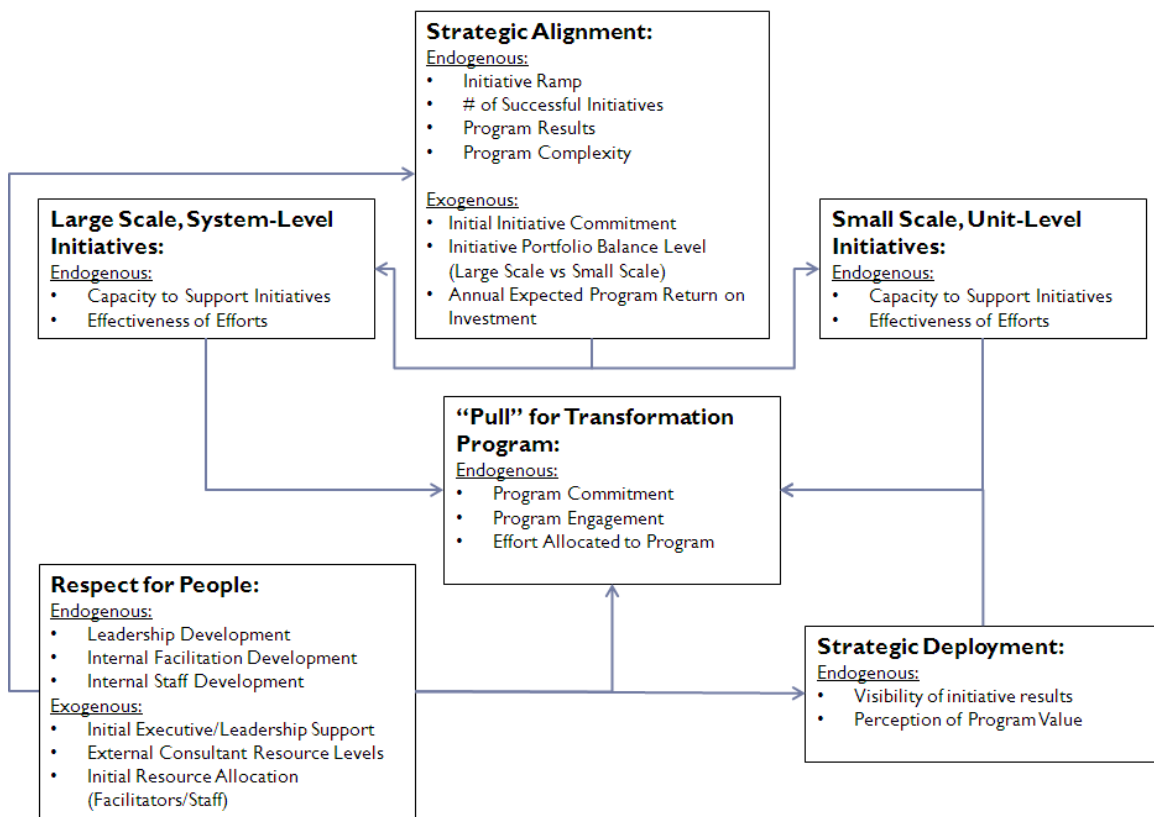 Strategic Alignment:
Endogenous:
• Initiative Ramp
• # of Successful Initiatives
• Program Results
• Program Complexity
Exogenous:
• Initial Initiative Commitment
• Initiative Portfolio Balance Level
(Large Scale vs Small Scale)
• Annual Expected Program Return on
Investment
Large Scale, System-Level
Initiatives:
Endogenous:
• Capacity to Support Initiatives
• Effectiveness of Efforts
Small Scale, Unit-Level
Initiatives:
Endogenous:
• Capacity to Support Initiatives
• Effectiveness of Efforts
“Pull” for Transformation
Program:
Endogenous:
• Program Commitment
• Program Engagement
• Effort Allocated to Program
Respect for People:
Endogenous:
• Leadership Development
• Internal Facilitation Development
• Internal Staff Development
Exogenous:
• Initial Executive/Leadership Support
• External Consultant Resource Levels
• Initial Resource Allocation
(Facilitators/Staff)
Strategic Deployment:
Endogenous:
• Visibility of initiative results
• Perception of Program Value